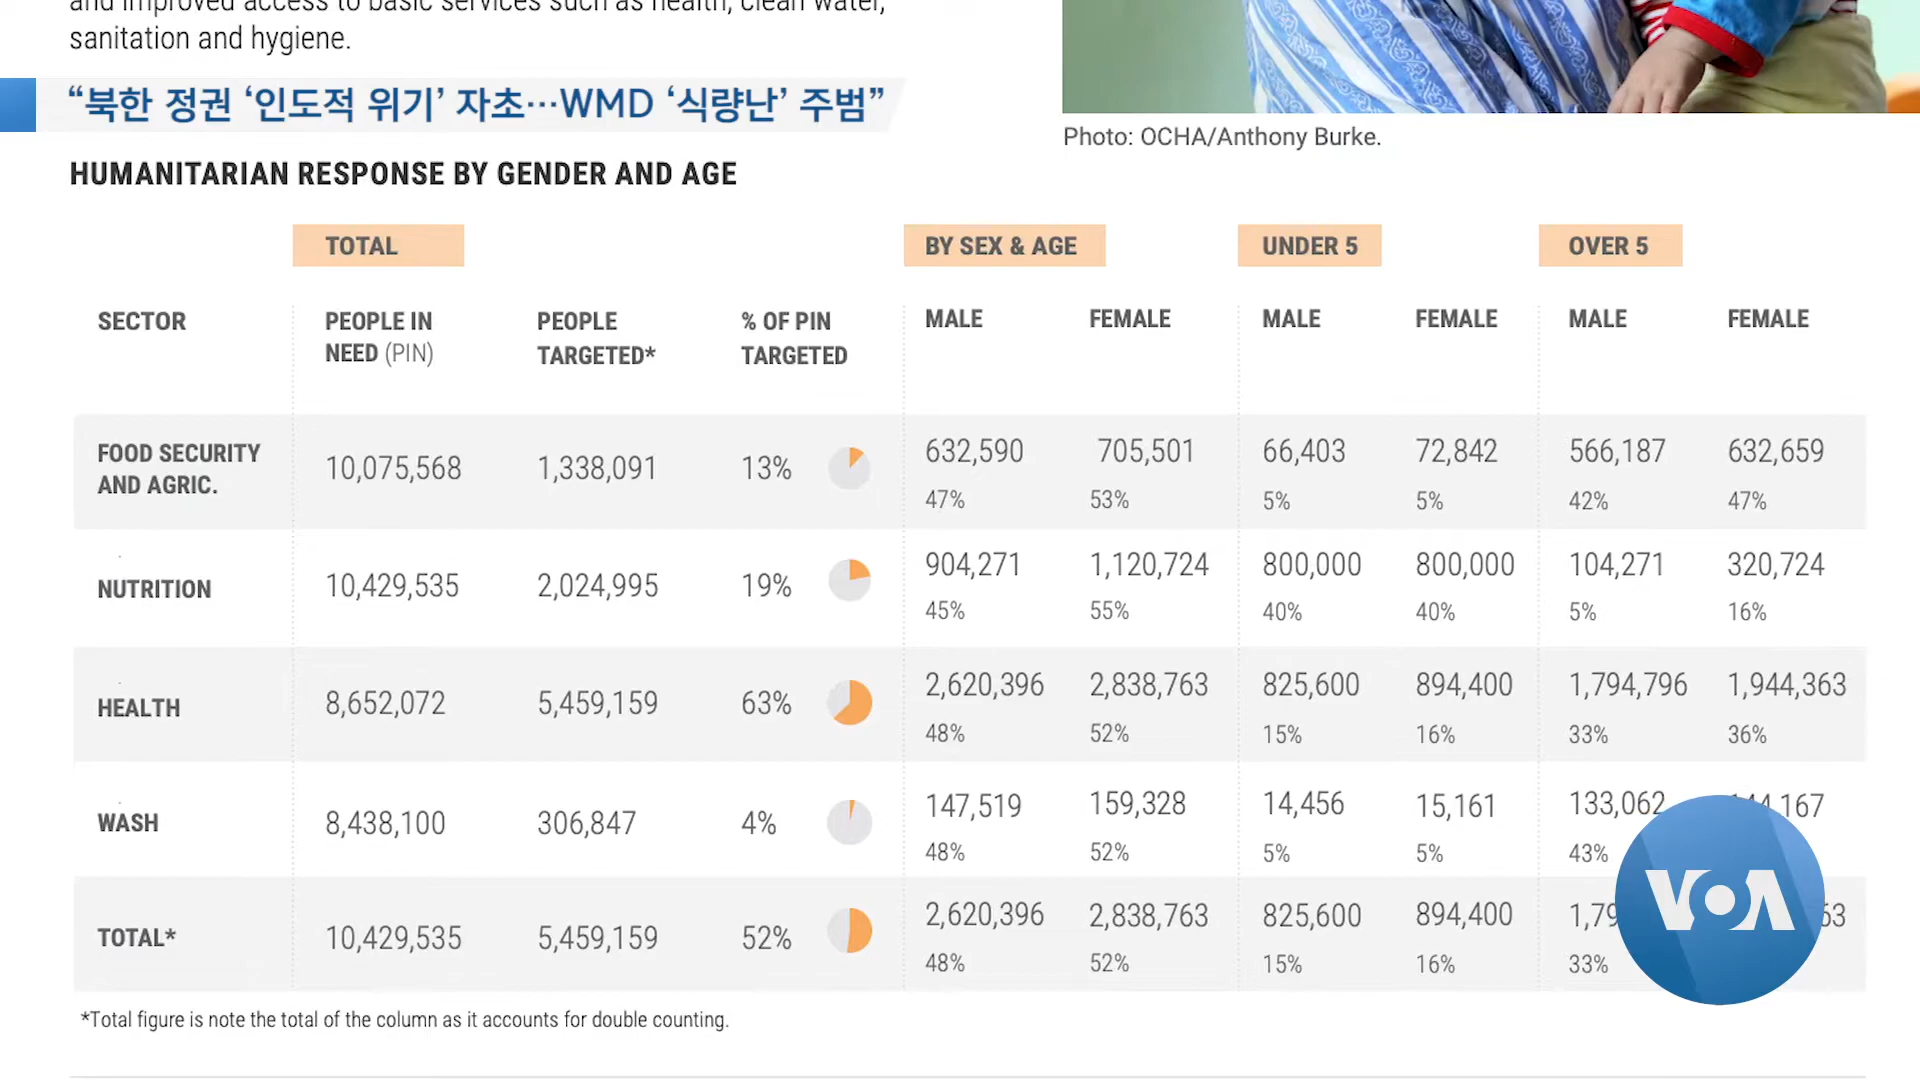 and improved access to basic services such as health, clean water,
sanitation and hygiene.
“북한 정권 ‘인도적 위기’ 자초…WMD ‘식량난’ 주범”
Photo: OCHA/Anthony Burke.
HUMANITARIAN RESPONSE BY GENDER AND AGE
TOTAL BY SEX & AGE UNDER 5 OVER 5
SECTOR PEOPLE IN PEOPLE % OF PIN MALE FEMALE MALE FEMALE MALE FEMALE
NEED (PIN) TARGETED* TARGETED
FOOD SECURITY 632,590 705,501 66,403 72,842 566,187 632,659
10,075,568 1,338,091 13%
AND AGRIC. 47% 53% 5% 5% 42% 47%
904,271 1,120,724 800,000 800,000 104,271 320,724
NUTRITION 10,429,535 2,024,995 19%
45% 55% 40% 40% 5% 16%
2,620,396 2,838,763 825,600 894,400 1,794,796 1,944,363
HEALTH 8,652,072 5,459,159 63%
48% 52% 15% 16% 33% 36%
147,519 159,328 14,456 15,161 133,062
WASH 8,438,100 306,847 4%
48% 52% 5% 5% 43%
2,620,396 2,838,763 825,600 894,400
TOTAL* 10,429,535 5,459,159 52%
48% 52% 15% 16% 33%
VOA
*Total figure is note the total of the column as it accounts for double counting.